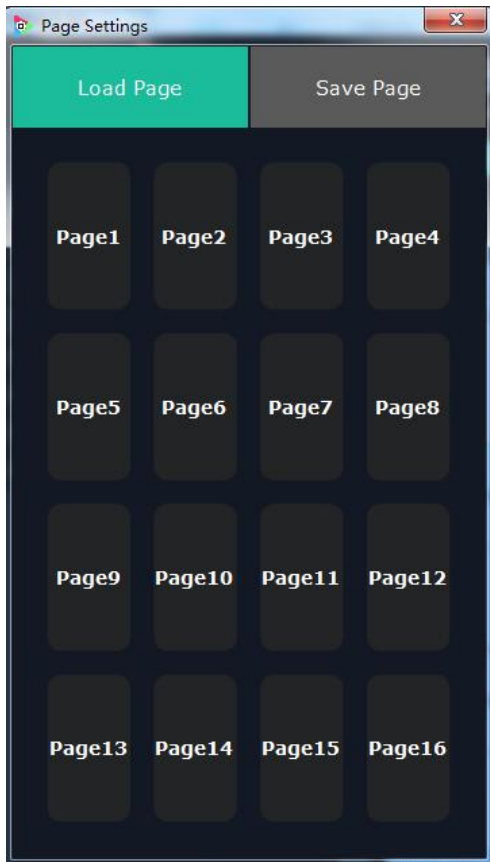 Page Settings
Load Page Save Page
Page1 Page2 Page3 Page4
Page5 Page6 Page7 Page8
Page9 Page10 Page11 Page12
Page13 Page14 Page15 Page16